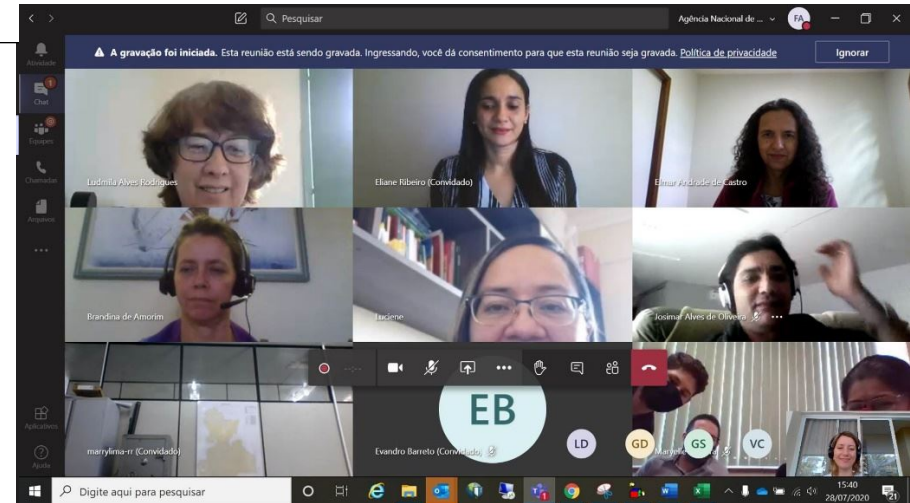 Pesquisar
Agência Nacional de ...
FA
A gravação foi iniciada. Esta reunião está sendo gravada. Ingressando, você dá consentimento para que esta reunião seja gravada. Política de privacidade
Ignorar
Atividade
Chat
Equipes
Chamadas
Arquivos
Ludmila Alves Rodrigues
Eliane Ribeiro (Convidado)
Elmar Andrade de Castro
Brandina de Amorim
Luciene
Josimar Alves de Oliveira
EB
marrylima-rr (Convidado)
Evandro Barreto (Convidado)
LD
GD
GS
VC
Aplicativos
Ajuda
Digite aqui para pesquisar
15:40
28/07/2020